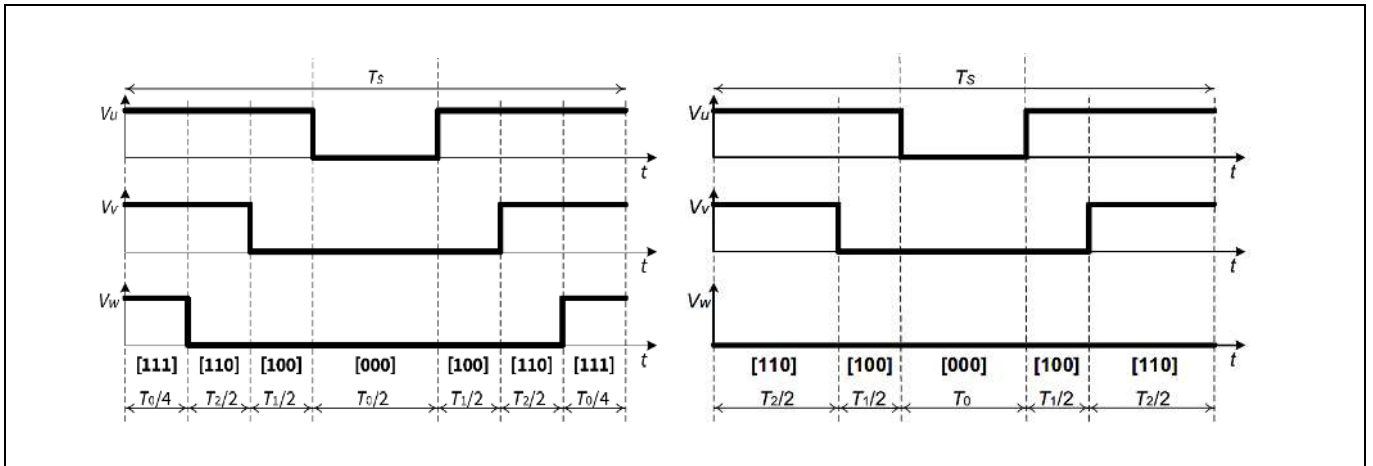 Ts
Vu
t
Vv
t
Vw
t
[111] [110] [100] [000] [100] [110] [111]
T0/4 T2/2 T1/2 T0/2 T1/2 T2/2 T0/4
Ts
Vu
t
Vv
t
Vw
t
[110] [100] [000] [100] [110]
T2/2 T1/2 T0 T1/2 T2/2